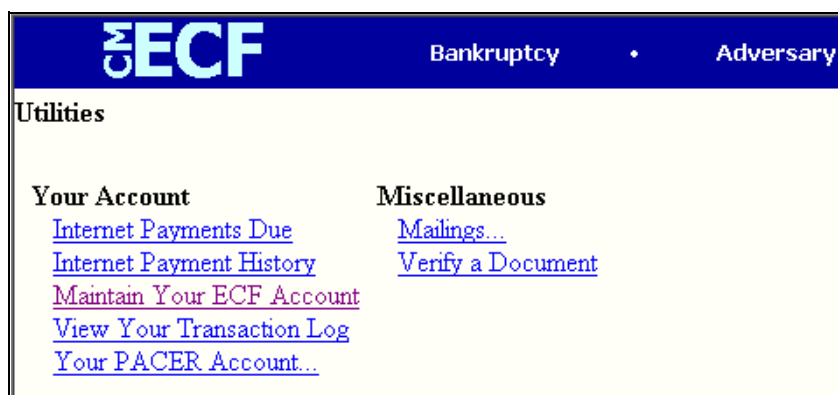 CM ECF Bankruptcy • Adversary
Utilities
Your Account
Internet Payments Due
Internet Payment History
Maintain Your ECF Account
View Your Transaction Log
Your PACER Account...
Miscellaneous
Mailings...
Verify a Document